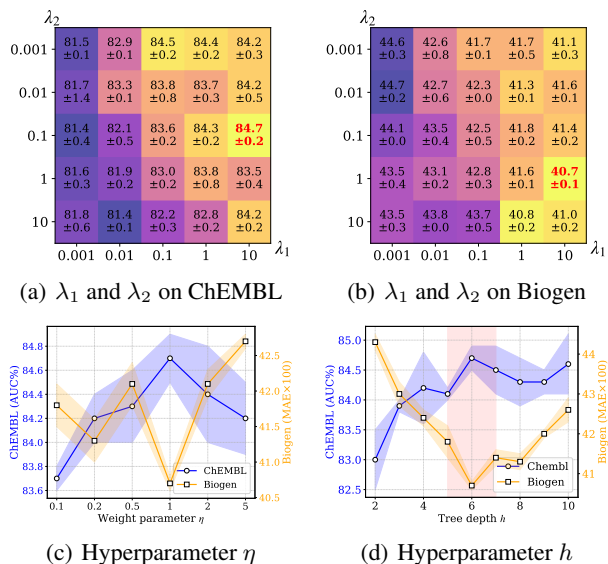 λ2
0.001 81.5 ±0.1 82.9 ±0.1 84.5 ±0.2 84.4 ±0.2 84.2 ±0.3
0.01 81.7 ±1.4 83.3 ±0.1 83.8 ±0.8 83.7 ±0.3 84.2 ±0.5
0.1 81.4 ±0.4 82.1 ±0.5 83.6 ±0.2 84.3 ±0.2 84.7 ±0.2
1 81.6 ±0.3 81.9 ±0.2 83.0 ±0.2 83.8 ±0.8 83.5 ±0.4
10 81.8 ±0.6 81.4 ±0.1 82.2 ±0.3 82.8 ±0.2 84.2 ±0.2
0.001 0.01 0.1 1 10 λ1
(a) λ1 and λ2 on ChEMBL
λ2
0.001 44.6 ±0.3 42.6 ±0.8 41.7 ±0.1 41.7 ±0.5 41.1 ±0.3
0.01 44.7 ±0.2 42.7 ±0.6 42.3 ±0.0 41.3 ±0.1 41.6 ±0.1
0.1 44.1 ±0.0 43.5 ±0.4 42.5 ±0.5 41.8 ±0.2 41.4 ±0.2
1 43.5 ±0.4 43.1 ±0.2 42.8 ±0.3 41.6 ±0.1 40.7 ±0.1
10 43.5 ±0.3 43.8 ±0.0 43.7 ±0.5 40.8 ±0.2 41.0 ±0.2
0.001 0.01 0.1 1 10 λ1
(b) λ1 and λ2 on Biogen
ChEMBL (AUC%)
84.8
84.6
84.4
84.2
84.0
83.8
83.6
42.5
42.0
41.5
41.0
40.5
Biogen (MAE×100)
ChEMBL
Biogen
0.1 0.2 0.5 1 2 5
Weight parameter η
(c) Hyperparameter η
ChEMBL (AUC%)
85.0
84.5
84.0
83.5
83.0
82.5
44
43
42
41
Biogen (MAE×100)
Chembl
Biogen
2 4 6 8 10
Tree depth h
(d) Hyperparameter h